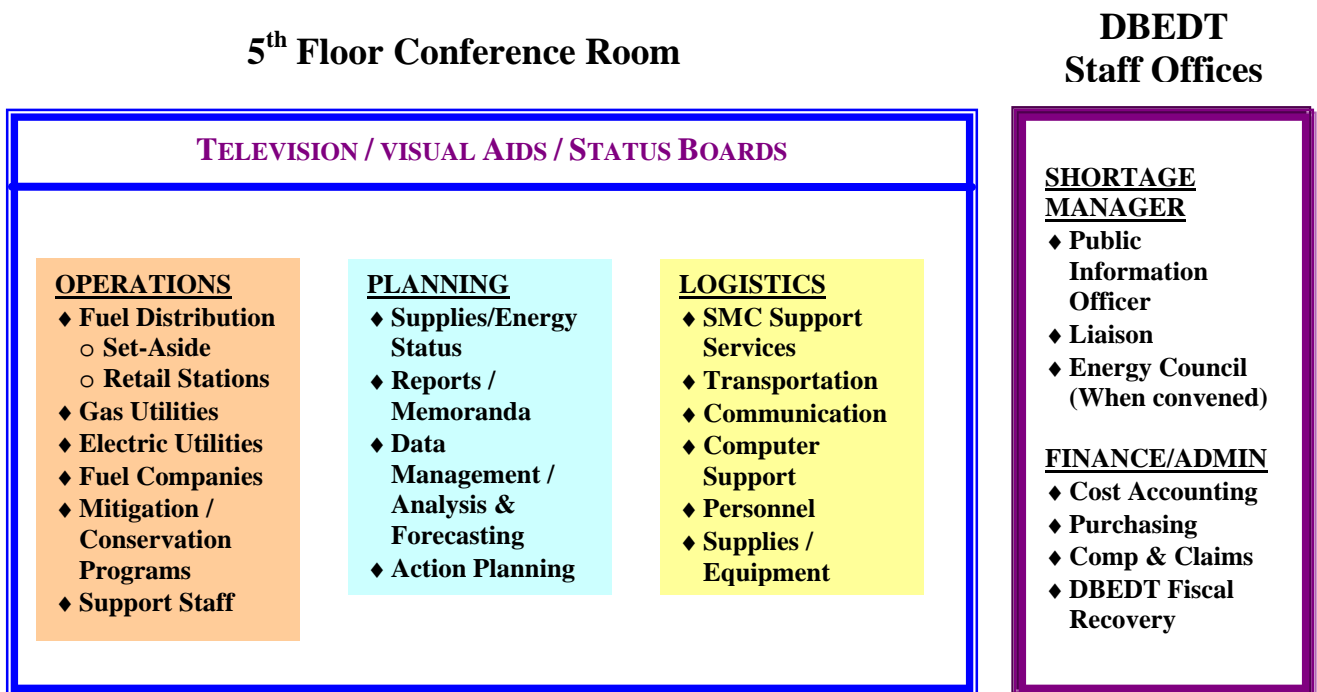 5th Floor Conference Room
DBEDT
Staff Offices
TELEVISION / VISUAL AIDS / STATUS BOARDS
OPERATIONS
♦ Fuel Distribution
o Set-Aside
o Retail Stations
♦ Gas Utilities
♦ Electric Utilities
♦ Fuel Companies
♦ Mitigation /
Conservation
Programs
♦ Support Staff
PLANNING
♦ Supplies/Energy
Status
♦ Reports /
Memoranda
♦ Data
Management /
Analysis &
Forecasting
♦ Action Planning
LOGISTICS
♦ SMC Support
Services
♦ Transportation
♦ Communication
♦ Computer
Support
♦ Personnel
♦ Supplies /
Equipment
SHORTAGE
MANAGER
♦ Public
Information
Officer
♦ Liaison
♦ Energy Council
(When convened)
FINANCE/ADMIN
♦ Cost Accounting
♦ Purchasing
♦ Comp & Claims
♦ DBEDT Fiscal
Recovery